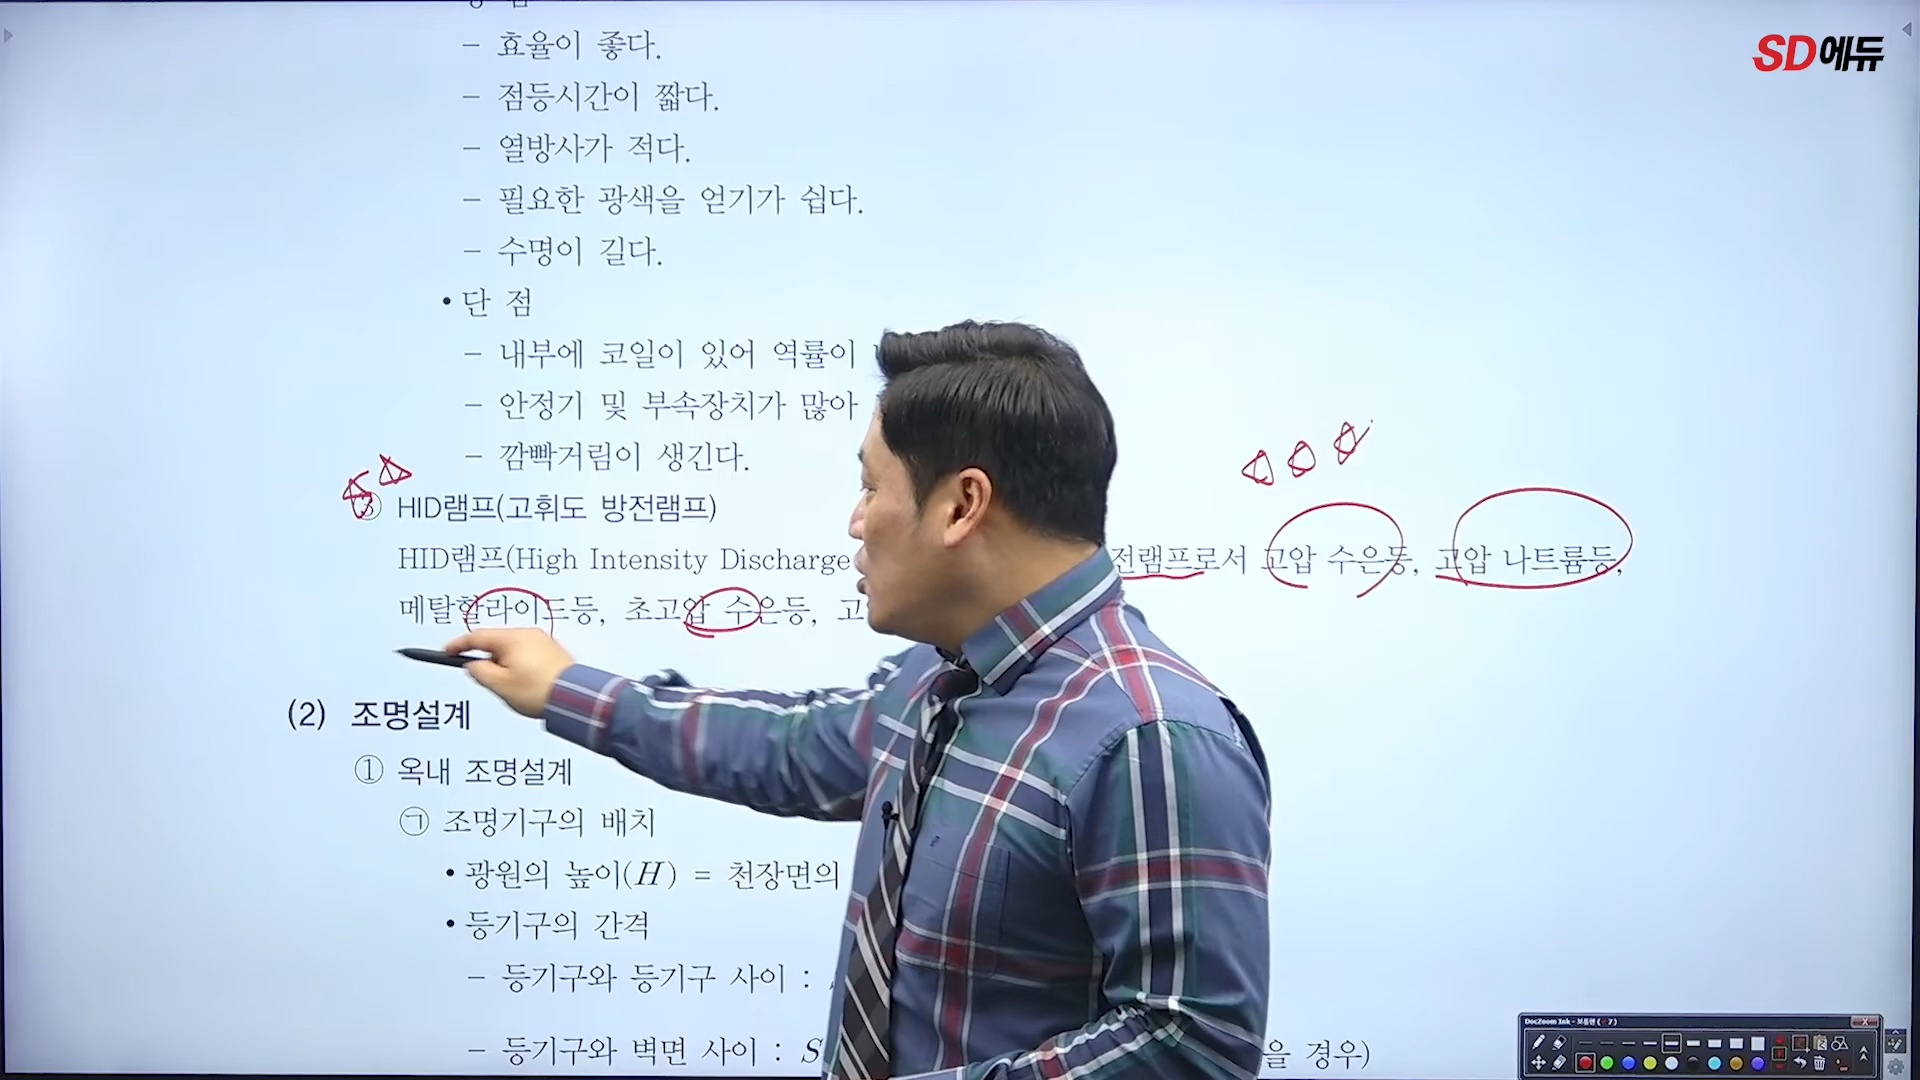 SD에듀
– 효율이 좋다.
– 점등시간이 짧다.
– 열방사가 적다.
– 필요한 광색을 얻기가 쉽다.
– 수명이 길다.
• 단 점
– 내부에 코일이 있어 역률이
– 안정기 및 부속장치가 많아
– 깜빡거림이 생긴다.
③ HID램프(고휘도 방전램프)
HID램프(High Intensity Discharge 전램프로서 고압 수은등, 고압 나트륨등,
메탈할라이드등, 초고압 수은등, 고
(2) 조명설계
① 옥내 조명설계
㉠ 조명기구의 배치
• 광원의 높이(H) = 천장면의
• 등기구의 간격
– 등기구와 등기구 사이 :
– 등기구와 벽면 사이 : S 을 경우)
DocZoom Ink - 보통펜 ( 7 )